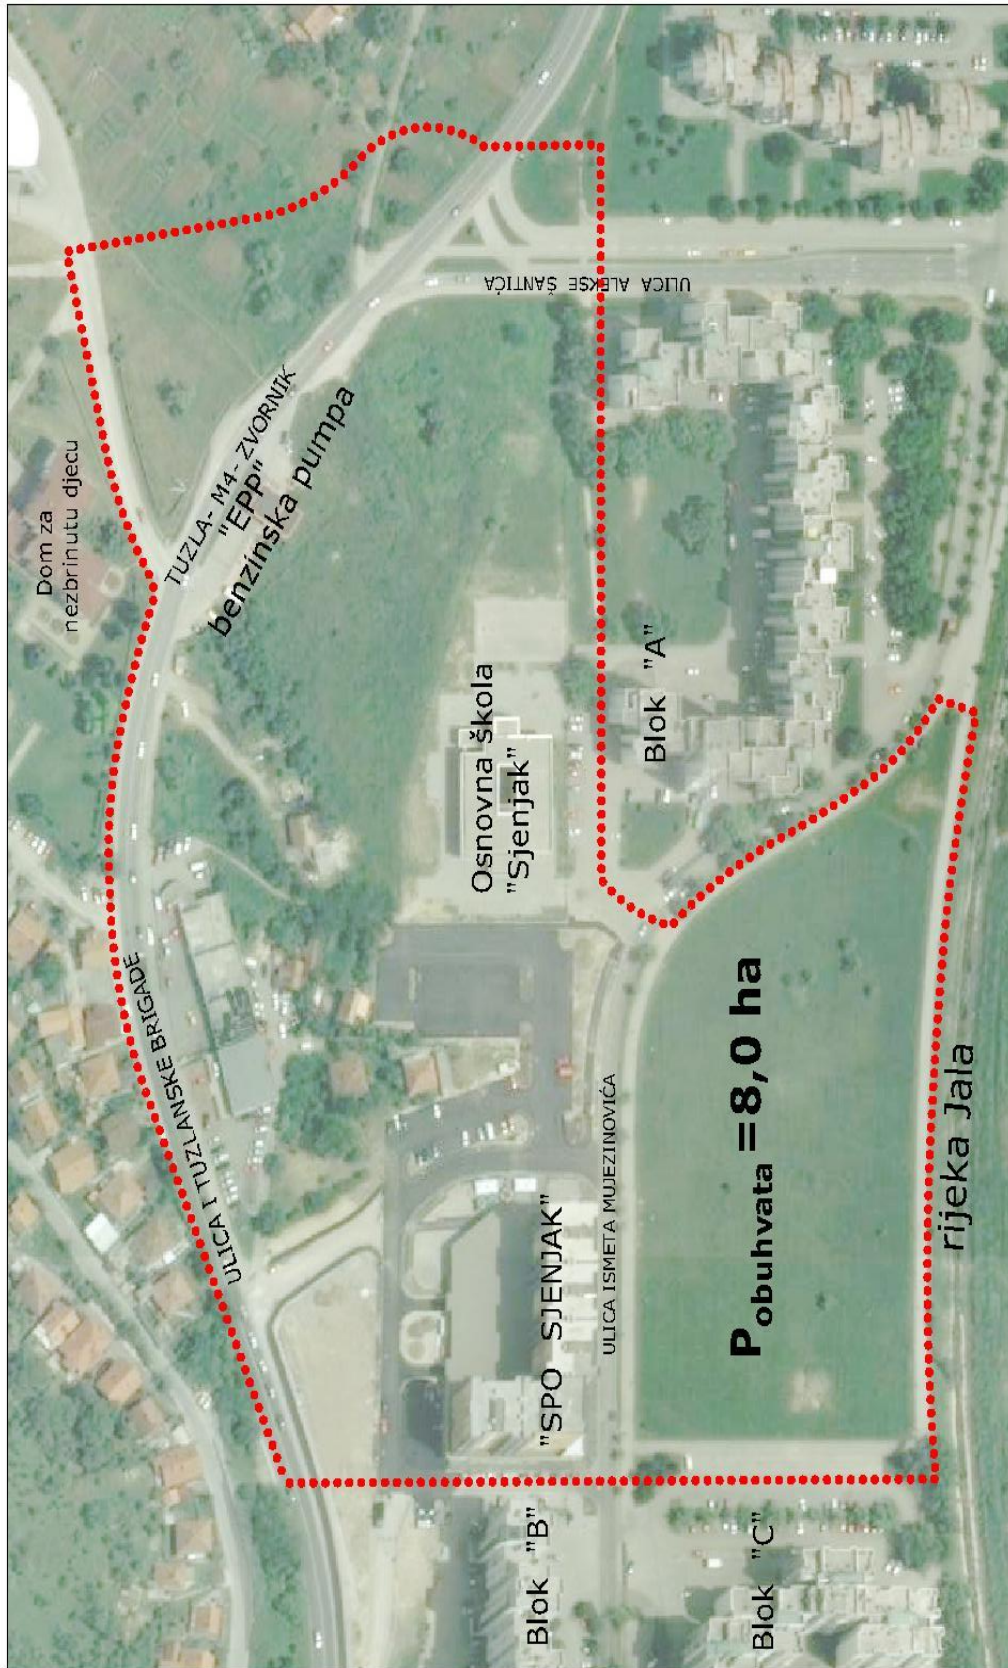 Dom za
nezbrinutu djecu
TUZLA- M4- ZVORNIK
"EPP"
benzinska pumpa
ULICA ALEKSE ŠANTIĆA
Osnovna škola
"Sjenjak"
Blok "A"
ULICA I TUZLANSKE BRIGADE
"SPO SJENJAK"
ULICA ISMETA MUJEZINOVIĆA
P obuhvata =8,0 ha
rijeka Jala
Blok "B"
Blok "C"